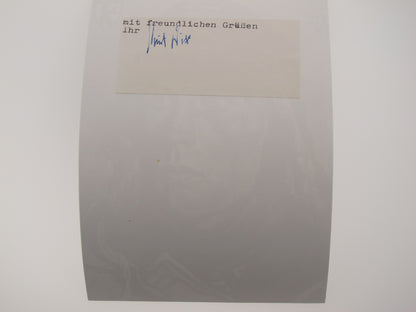 mit freundlichen Grüßen
Ihr